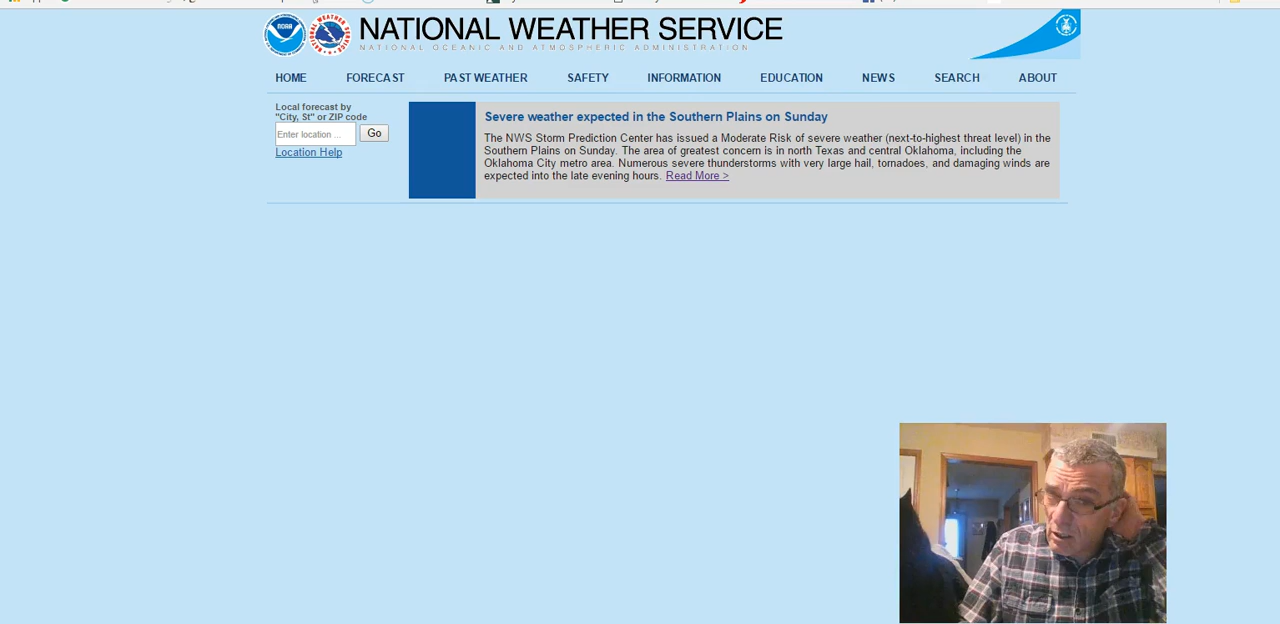 NATIONAL WEATHER SERVICE
NATIONAL OCEANIC AND ATMOSPHERIC ADMINISTRATION
HOME FORECAST PAST WEATHER SAFETY INFORMATION EDUCATION NEWS SEARCH ABOUT
Local forecast by
"City, St" or ZIP code
Enter location ... Go
Location Help
Severe weather expected in the Southern Plains on Sunday
The NWS Storm Prediction Center has issued a Moderate Risk of severe weather (next-to-highest threat level) in the
Southern Plains on Sunday. The area of greatest concern is in north Texas and central Oklahoma, including the
Oklahoma City metro area. Numerous severe thunderstorms with very large hail, tornadoes, and damaging winds are
expected into the late evening hours. Read More >